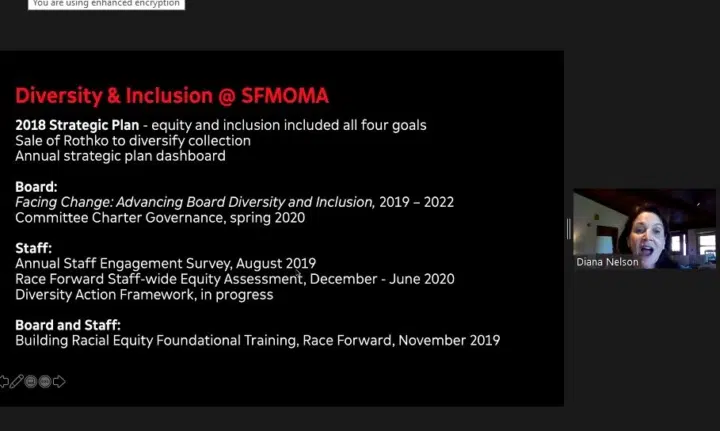 You are using enhanced encryption
Diversity & Inclusion @ SFMOMA
2018 Strategic Plan - equity and inclusion included all four goals
Sale of Rothko to diversify collection
Annual strategic plan dashboard
Board:
Facing Change: Advancing Board Diversity and Inclusion, 2019 – 2022
Committee Charter Governance, spring 2020
Staff:
Annual Staff Engagement Survey, August 2019
Race Forward Staff-wide Equity Assessment, December - June 2020
Diversity Action Framework, in progress
Board and Staff:
Building Racial Equity Foundational Training, Race Forward, November 2019
Diana Nelson